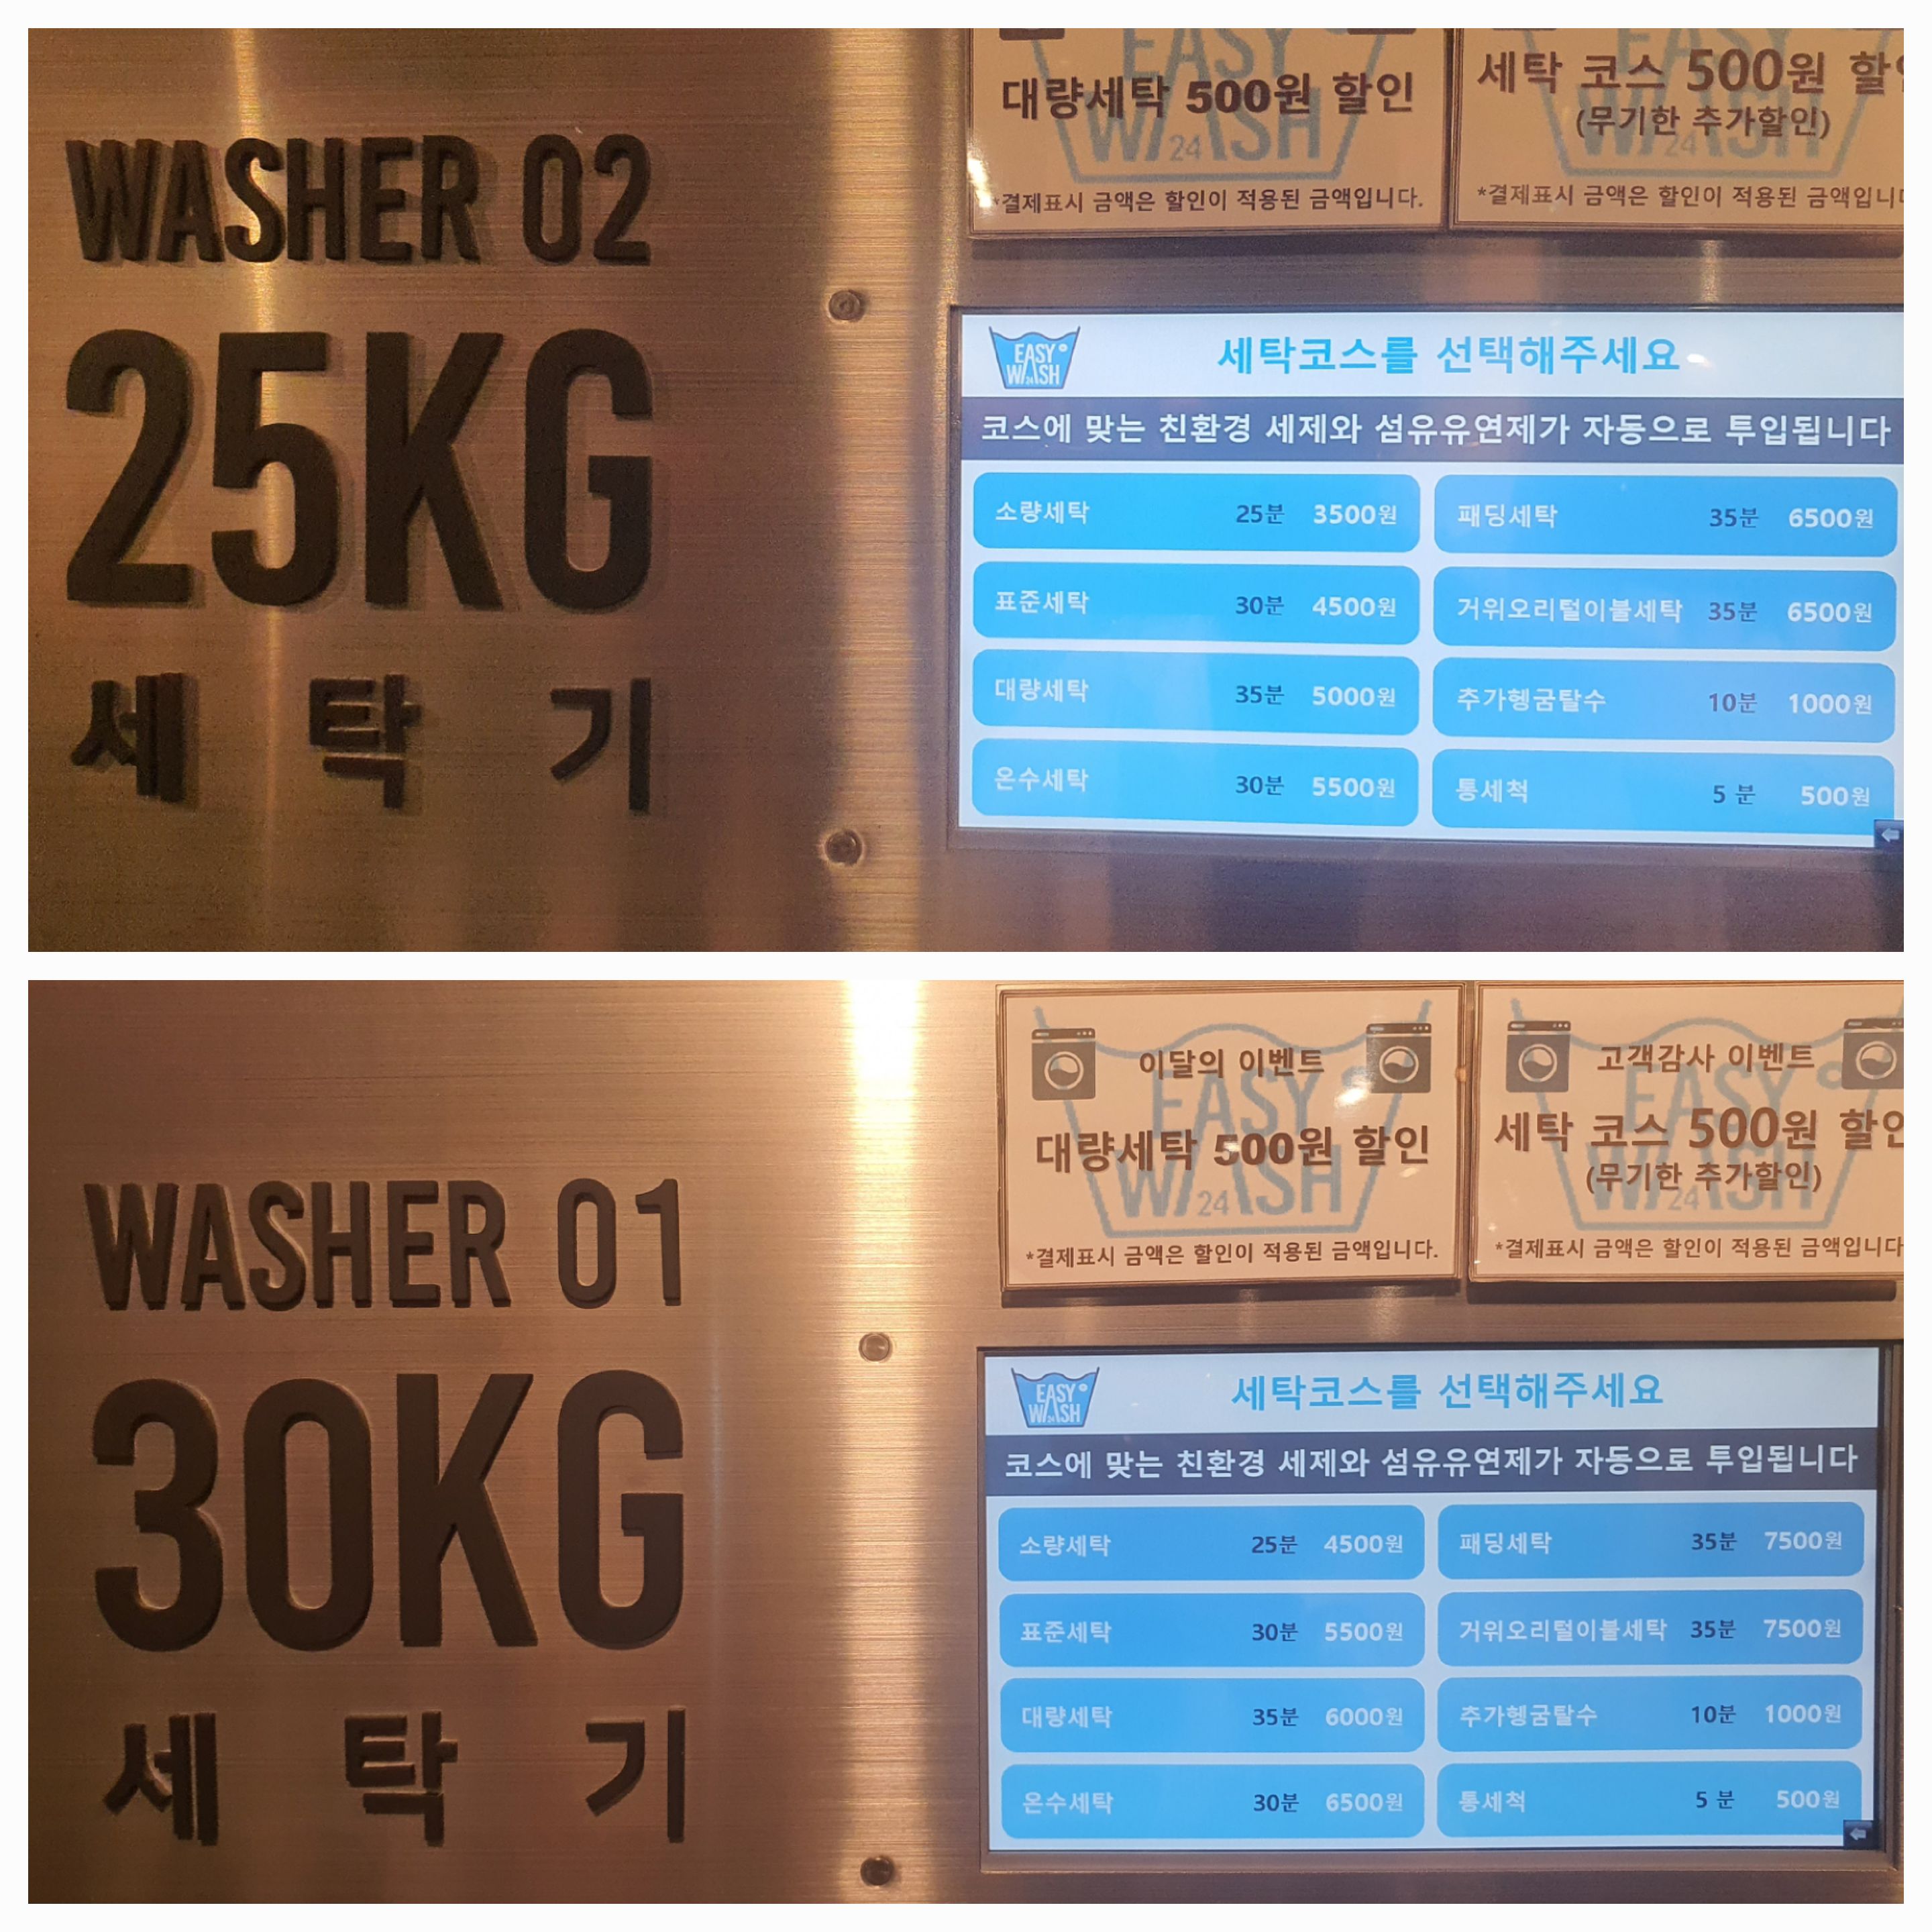 WASHER 02
25KG
세탁기
EASY
WASH
24
대량세탁 500원 할인
*결제표시 금액은 할인이 적용된 금액입니다.
EASY
WASH
24
세탁 코스 500원
(무기한 추가할인)
*결제표시 금액은 할인이 적용된
EASY
WASH
24
세탁코스를 선택해주세요
코스에 맞는 친환경 세제와 섬유유연제가 자동으로 투입됩니다
소량세탁 25분 3500원
표준세탁 30분 4500원
대량세탁 35분 5000원
온수세탁 30분 5500원
패딩세탁 35분 6500원
거위오리털이불세탁 35분 6500원
추가헹굼탈수 10분 1000원
통세척 5 분 500원
WASHER 01
30KG
세탁기
이달의 이벤트
EASY
WASH
24
대량세탁 500원 할인
*결제표시 금액은 할인이 적용된 금액입니다.
고객감사 이벤트
EASY
WASH
24
세탁 코스 500원 할인
(무기한 추가할인)
*결제표시 금액은 할인이 적용된 금액입니다
EASY
WASH
24
세탁코스를 선택해주세요
코스에 맞는 친환경 세제와 섬유유연제가 자동으로 투입됩니다
소량세탁 25분 4500원
표준세탁 30분 5500원
대량세탁 35분 6000원
온수세탁 30분 6500원
패딩세탁 35분 7500원
거위오리털이불세탁 35분 7500원
추가헹굼탈수 10분 1000원
통세척 5 분 500원